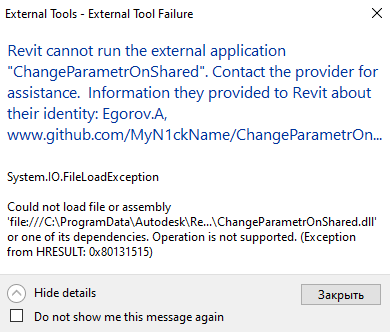 External Tools - External Tool Failure
Revit cannot run the external application
"ChangeParametrOnShared". Contact the provider for
assistance.  Information they provided to Revit about
their identity: Egorov.A,
www.github.com/MyN1ckName/ChangeParametrOn...
System.IO.FileLoadException
Could not load file or assembly
'file:///C:\ProgramData\Autodesk\Re...\ChangeParametrOnShared.dll'
or one of its dependencies. Operation is not supported. (Exception
from HRESULT: 0x80131515)
Hide details
Закрыть
Do not show me this message again